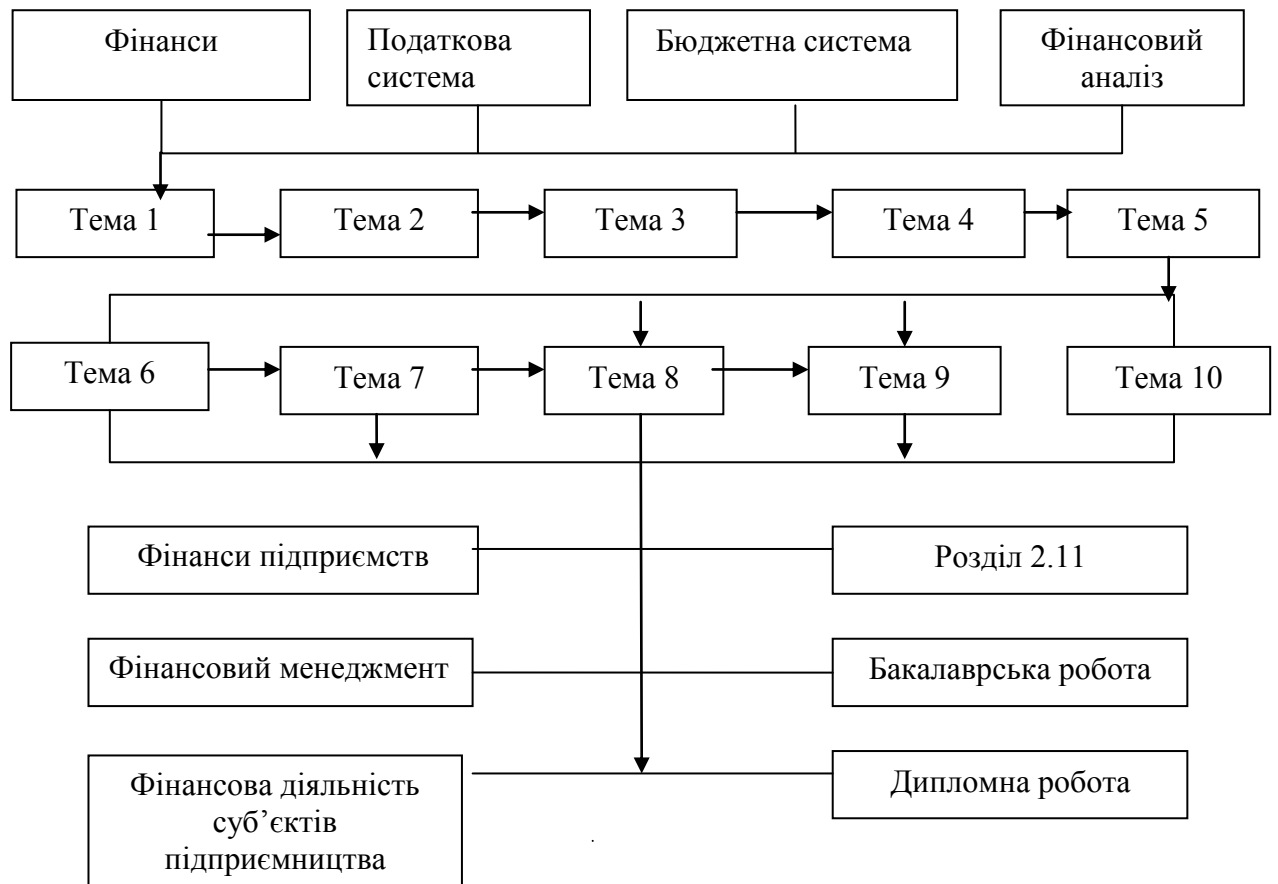 Фінанси
Податкова
система
Бюджетна система
Фінансовий
аналіз
Тема 1
Тема 2
Тема 3
Тема 4
Тема 5
Тема 6
Тема 7
Тема 8
Тема 9
Тема 10
Фінанси підприємств
Розділ 2.11
Фінансовий менеджмент
Бакалаврська робота
Фінансова діяльність
суб’єктів
підприємництва
Дипломна робота